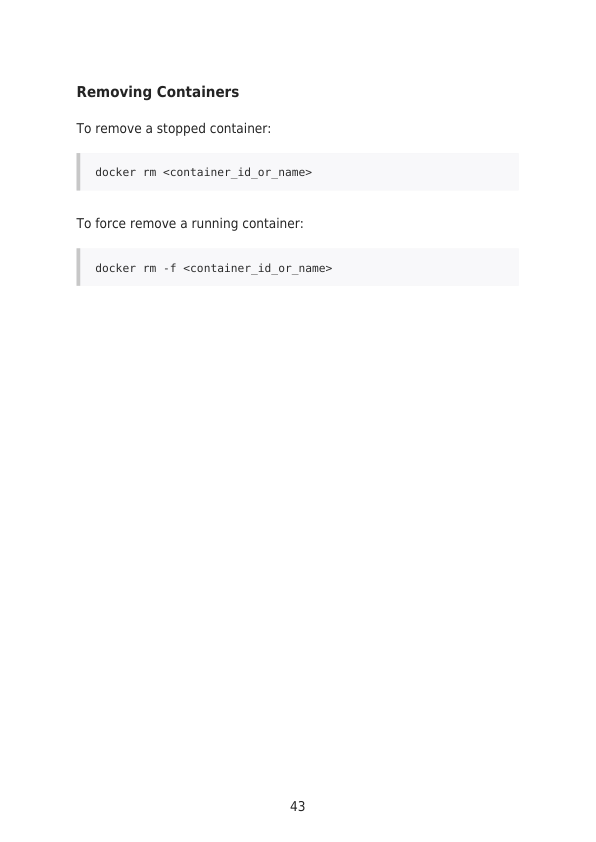 Removing Containers
To remove a stopped container:
docker rm <container_id_or_name>
To force remove a running container:
docker rm -f <container_id_or_name>
43